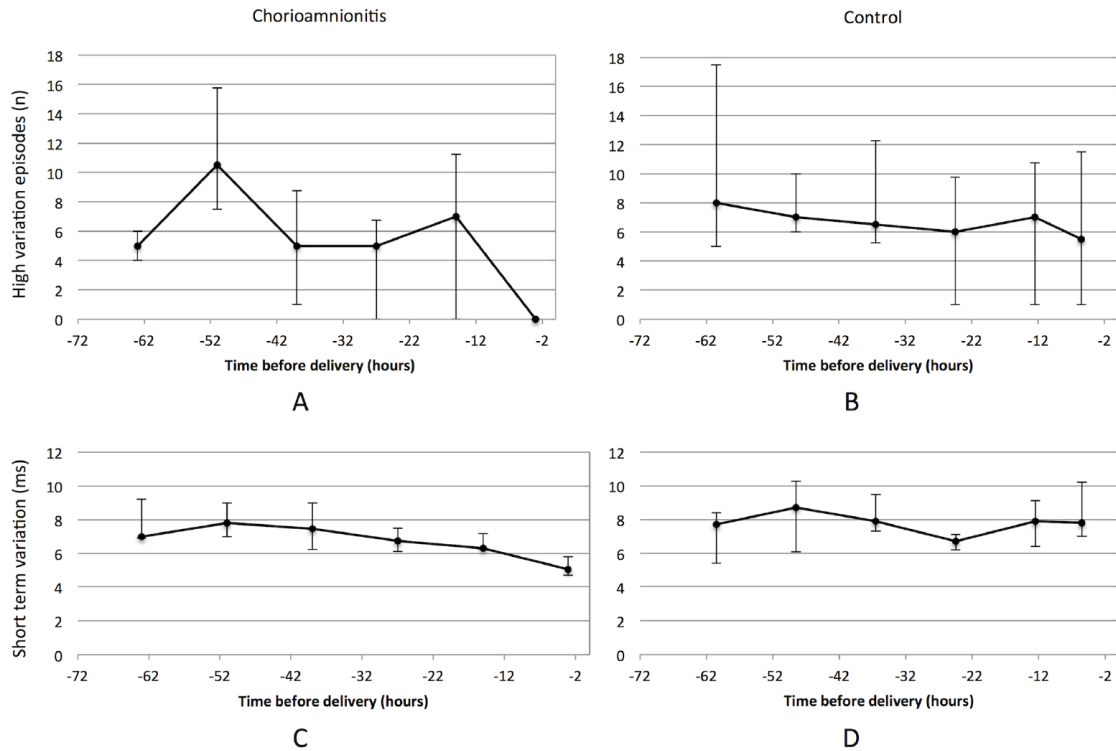 Chorioamnionitis
High variation episodes (n)
18
16
14
12
10
8
6
4
2
0
-72 -62 -52 -42 -32 -22 -12 -2
Time before delivery (hours)
A
Control
18
16
14
12
10
8
6
4
2
0
-72 -62 -52 -42 -32 -22 -12 -2
Time before delivery (hours)
B
Short term variation (ms)
12
10
8
6
4
2
0
-72 -62 -52 -42 -32 -22 -12 -2
Time before delivery (hours)
C
12
10
8
6
4
2
0
-72 -62 -52 -42 -32 -22 -12 -2
Time before delivery (hours)
D